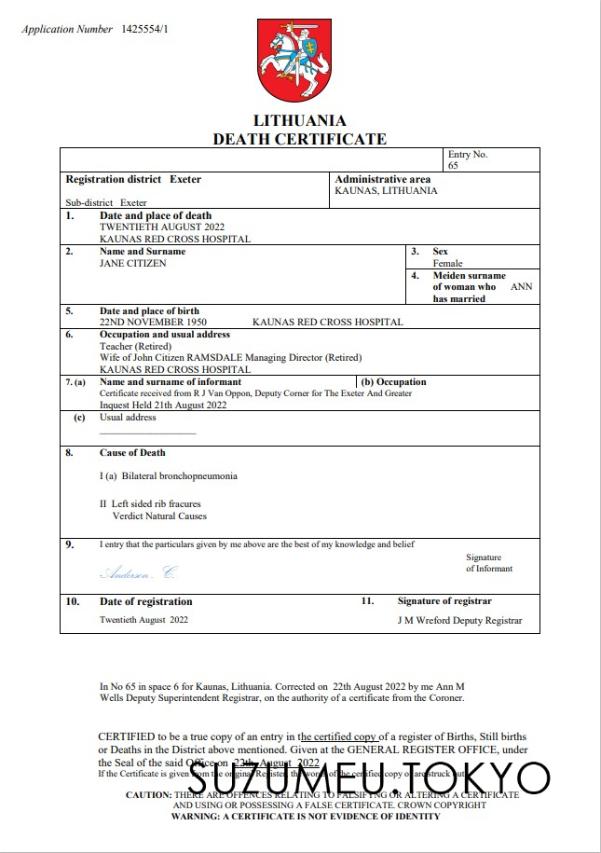 Application Number 1425554/1
LITHUANIA
DEATH CERTIFICATE
Entry No.
65
Registration district Exeter
Sub-district Exeter
Administrative area
KAUNAS, LITHUANIA
1. Date and place of death
TWENTIETH AUGUST 2022
KAUNAS RED CROSS HOSPITAL
2. Name and Surname
JANE CITIZEN
3. Sex
Female
4. Meiden surname
of woman who ANN
has married
5. Date and place of birth
22ND NOVEMBER 1950 KAUNAS RED CROSS HOSPITAL
6. Occupation and usual address
Teacher (Retired)
Wife of John Citizen RAMSDALE Managing Director (Retired)
KAUNAS RED CROSS HOSPITAL
7. (a) Name and surname of informant (b) Occupation
Certificate received from R J Van Oppon, Deputy Corner for The Exeter And Greater
Inquest Held 21th August 2022
(c) Usual address
8. Cause of Death
I (a) Bilateral bronchopneumonia
II Left sided rib fracures
Verdict Natural Causes
9. I entry that the particulars given by me above are the best of my knowledge and belief
Anderson. C.
Signature
of Informant
10. Date of registration
Twentieth August 2022
11. Signature of registrar
J M Wreford Deputy Registrar
In No 65 in space 6 for Kaunas, Lithuania. Corrected on 22th August 2022 by me Ann M
Wells Deputy Superintendent Registrar, on the authority of a certificate from the Coroner.
CERTIFIED to be a true copy of an entry in the certified copy of a register of Births, Still births
or Deaths in the District above mentioned. Given at the GENERAL REGISTER OFFICE, under
the Seal of the said Office on 22th August 2022
If the Certificate is given from the original Register, the words of the certified copy of are struck out
SUZUMEU.TOKYO
CAUTION: THERE ARE OFFENCES RELATING TO FALSIFYNG OR ALTERING A CERTIFICATE
AND USING OR POSSESSING A FALSE CERTIFICATE. CROWN COPYRIGHT
WARNING: A CERTIFICATE IS NOT EVIDENCE OF IDENTITY